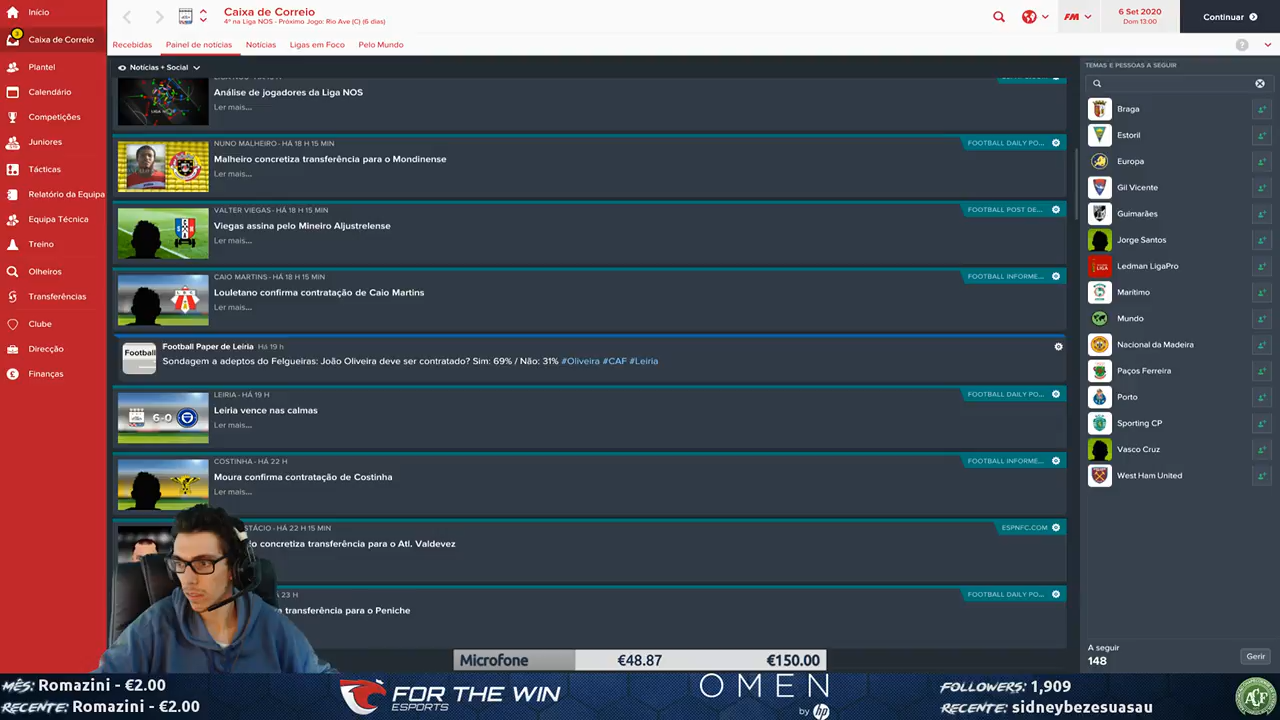 Início
3
Caixa de Correio
Plantel
Calendário
Competições
Juniores
Tácticas
Relatório da Equipa
Equipa Técnica
Treino
Olheiros
Transferências
Clube
Direcção
Finanças
Caixa de Correio
4º na Liga NOS - Próximo Jogo: Rio Ave (C) (6 dias)
FM
6 Set 2020
Dom 13:00
Continuar
Recebidas
Painel de notícias
Notícias
Ligas em Foco
Pelo Mundo
Notícias + Social
Análise de jogadores da Liga NOS
Ler mais...
NUNO MALHEIRO - HÁ 18 H 15 MIN
FOOTBALL DAILY PO...
Malheiro concretiza transferência para o Mondinense
Ler mais...
VALTER VIEGAS - HÁ 18 H 15 MIN
FOOTBALL POST DE...
Viegas assina pelo Mineiro Aljustrelense
Ler mais...
CAIO MARTINS - HÁ 18 H 15 MIN
FOOTBALL INFORME...
Louletano confirma contratação de Caio Martins
Ler mais...
Football
Football Paper de Leiria Há 19 h
Sondagem a adeptos do Felgueiras: João Oliveira deve ser contratado? Sim: 69% / Não: 31% #Oliveira #CAF #Leiria
LEIRIA - HÁ 19 H
FOOTBALL DAILY PO...
6-0
Leiria vence nas calmas
Ler mais...
COSTINHA - HÁ 22 H
FOOTBALL INFORME...
Moura confirma contratação de Costinha
Ler mais...
STÁCIO - HÁ 22 H 15 MIN
ESPNFC.COM
concretiza transferência para o Atl. Valdevez
23 H
FOOTBALL DAILY PO...
transferência para o Peniche
TEMAS E PESSOAS A SEGUIR
Braga
Estoril
Europa
Gil Vicente
Guimarães
Jorge Santos
Ledman LigaPro
Marítimo
Mundo
Nacional da Madeira
Paços Ferreira
Porto
Sporting CP
Vasco Cruz
West Ham United
A seguir
148
Gerir
Microfone €48.87 €150.00
MÊS: Romazini - €2.00
RECENTE: Romazini - €2.00
FOR THE WIN
ESPORTS
OMEN
by hp
FOLLOWERS: 1,909
RECENTE: sidneybezesuasau
ACF